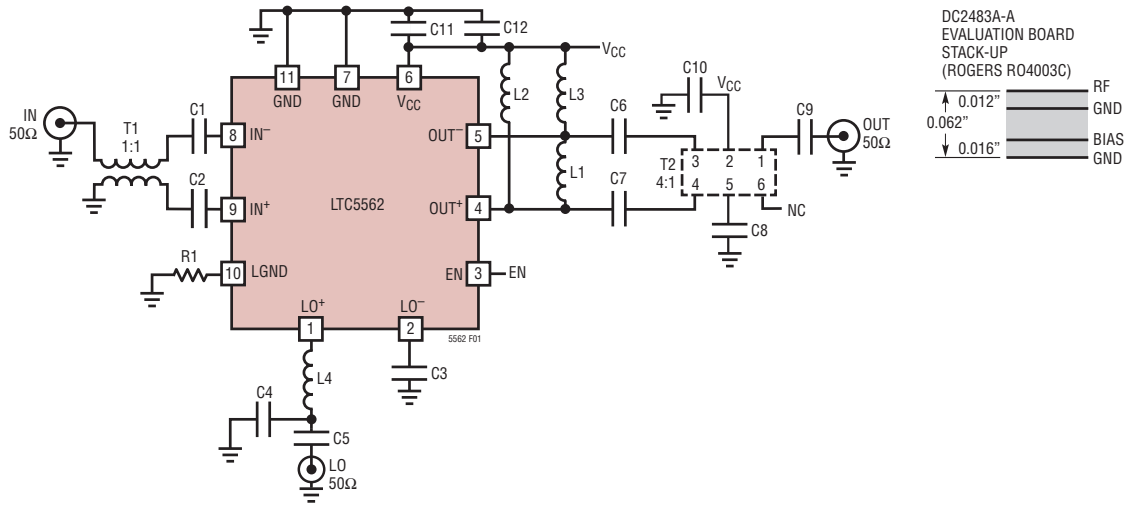 DC2483A-A
EVALUATION BOARD
STACK-UP
(ROGERS RO4003C)
RF
0.012"
GND
0.062"
BIAS
0.016"
GND
C11
C12
VCC
11
7
6
GND
GND
VCC
L2
L3
C10
VCC
IN
50Ω
T1
1:1
C1
8
IN–
OUT–
5
C6
C9
OUT
50Ω
3
2
1
T2
4:1
4
5
6
L1
C7
C2
9
IN+
LTC5562
OUT+
4
NC
C8
R1
10
LGND
EN
3
EN
LO+
LO–
1
2
5562 F01
L4
C3
C4
C5
LO
50Ω